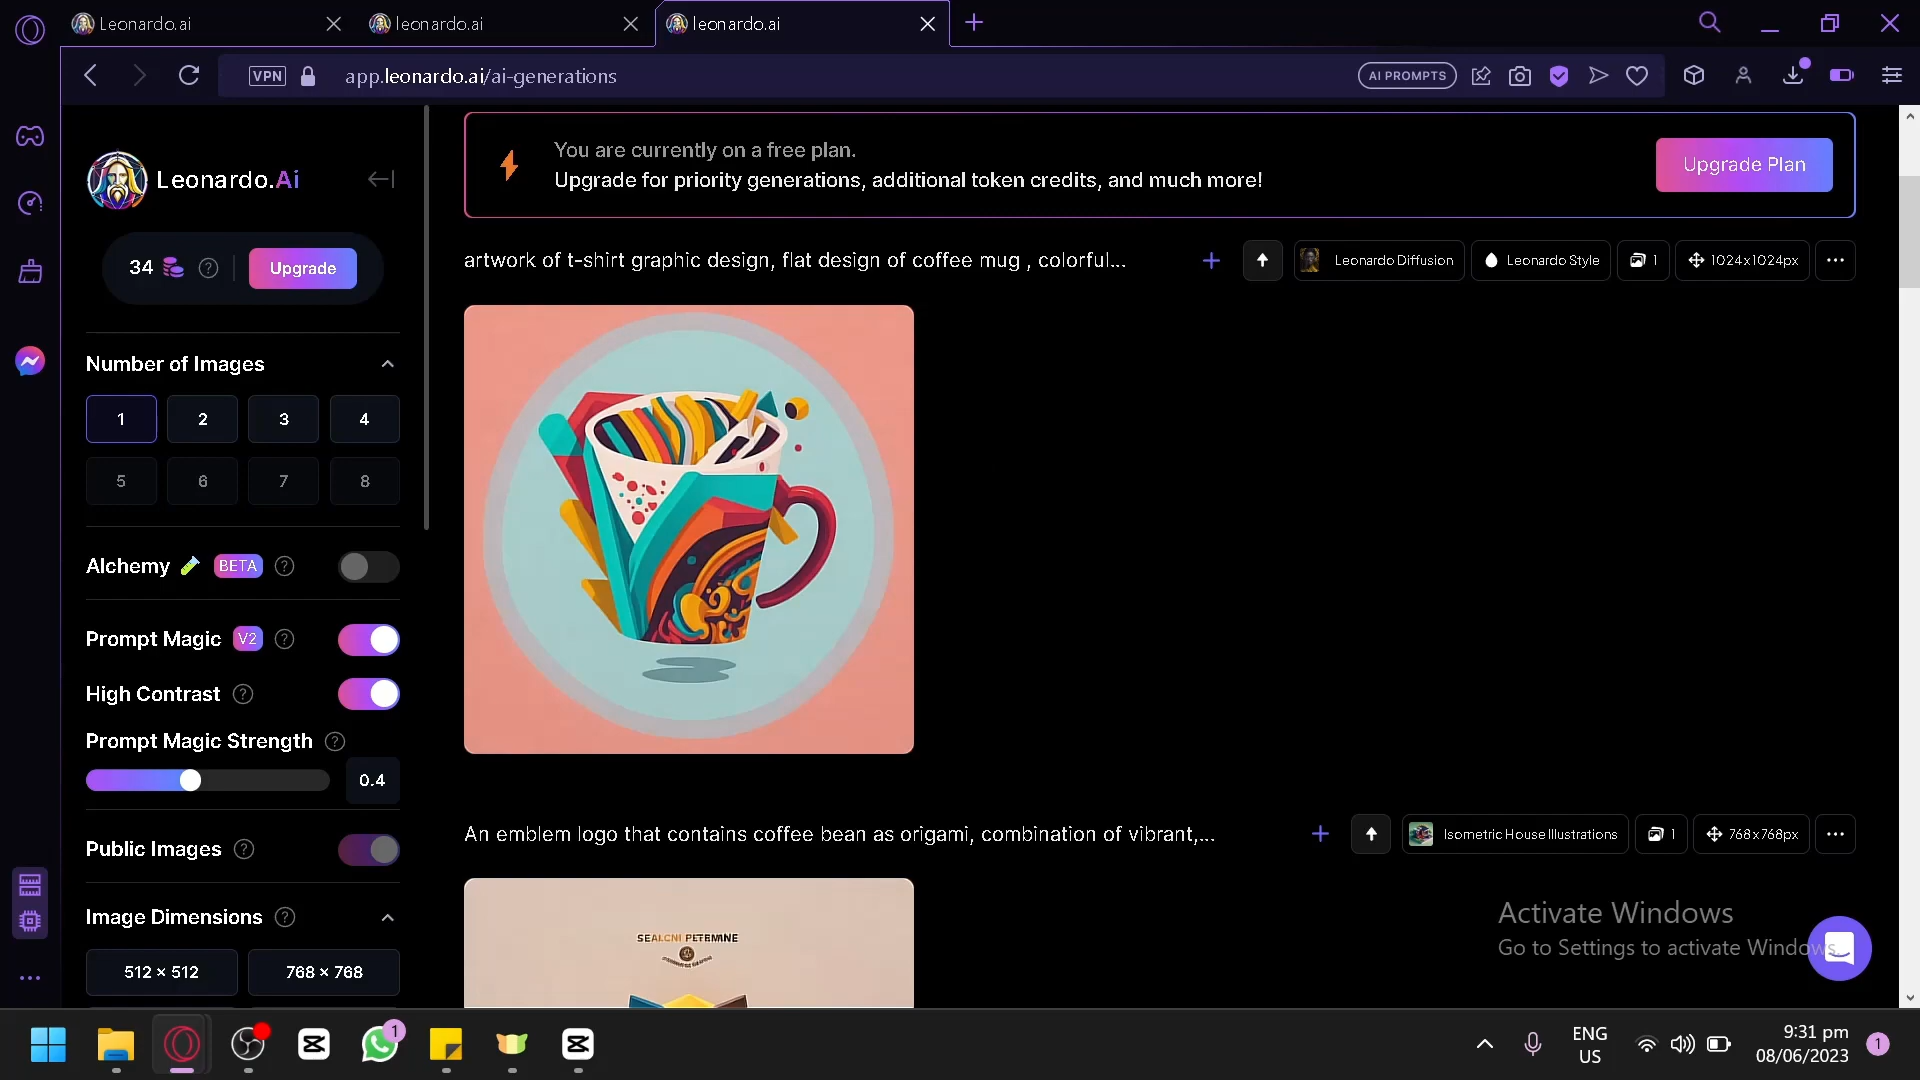 Leonardo.ai
leonardo.ai
leonardo.ai
VPN
app.leonardo.ai/ai-generations
AI PROMPTS
Leonardo.Ai
34
Upgrade
Number of Images
1
2
3
4
5
6
7
8
Alchemy
BETA
Prompt Magic
V2
High Contrast
Prompt Magic Strength
0.4
Public Images
Image Dimensions
512 × 512
768 × 768
You are currently on a free plan.
Upgrade for priority generations, additional token credits, and much more!
Upgrade Plan
artwork of t-shirt graphic design, flat design of coffee mug , colorful...
Leonardo Diffusion
Leonardo Style
1
1024x1024px
An emblem logo that contains coffee bean as origami, combination of vibrant,...
Isometric House Illustrations
1
768x768px
Activate Windows
Go to Settings to activate Windows.
1
ENG
US
9:31 pm
08/06/2023
1